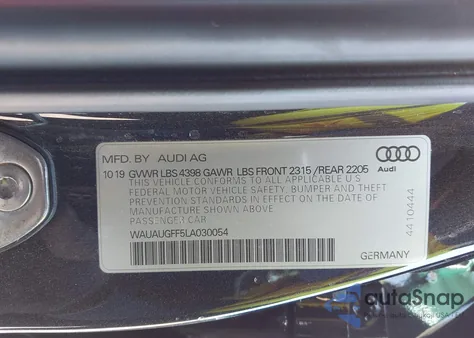 MFD. BY AUDI AG
10 19 GVWR LBS 4398 GAWR LBS FRONT 2315 /REAR 2205
THIS VEHICLE CONFORMS TO ALL APPLICABLE U.S
FEDERAL MOTOR VEHICLE SAFETY, BUMPER AND THEFT
PREVENTION STANDARDS IN EFFECT ON THE DATE OF
MANUFACTURE SHOWN ABOVE
PASSENGER CAR
WAUAUGFF5LA030054
GERMANY
Audi
4410444
autoSnap